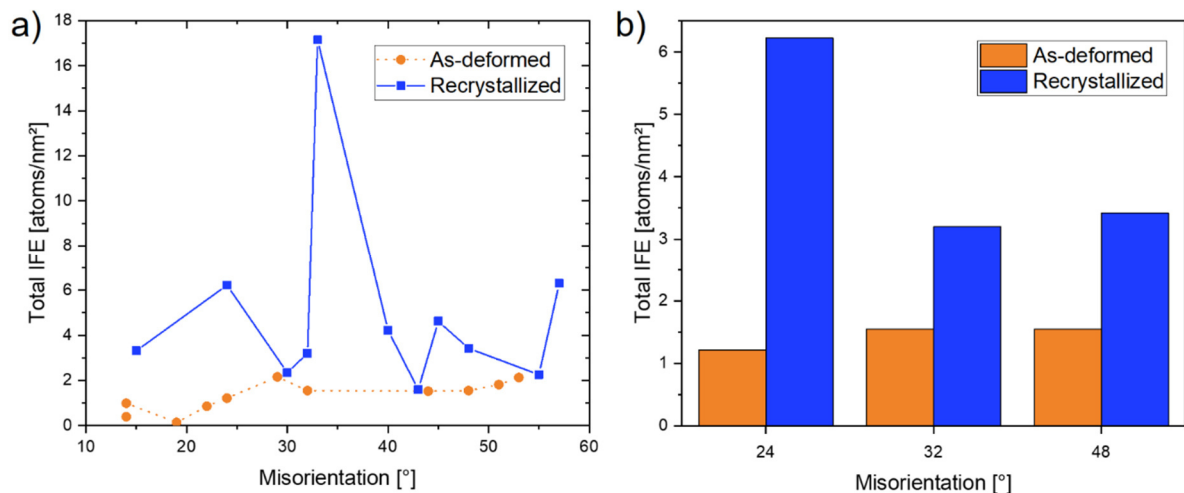 a)
18
16
14
12
10
8
6
4
2
0
Total IFE [atoms/nm²]
As-deformed
Recrystallized
10 20 30 40 50 60
Misorientation [°]
b)
6
5
4
3
2
1
0
Total IFE [atoms/nm²]
As-deformed
Recrystallized
24 32 48
Misorientation [°]